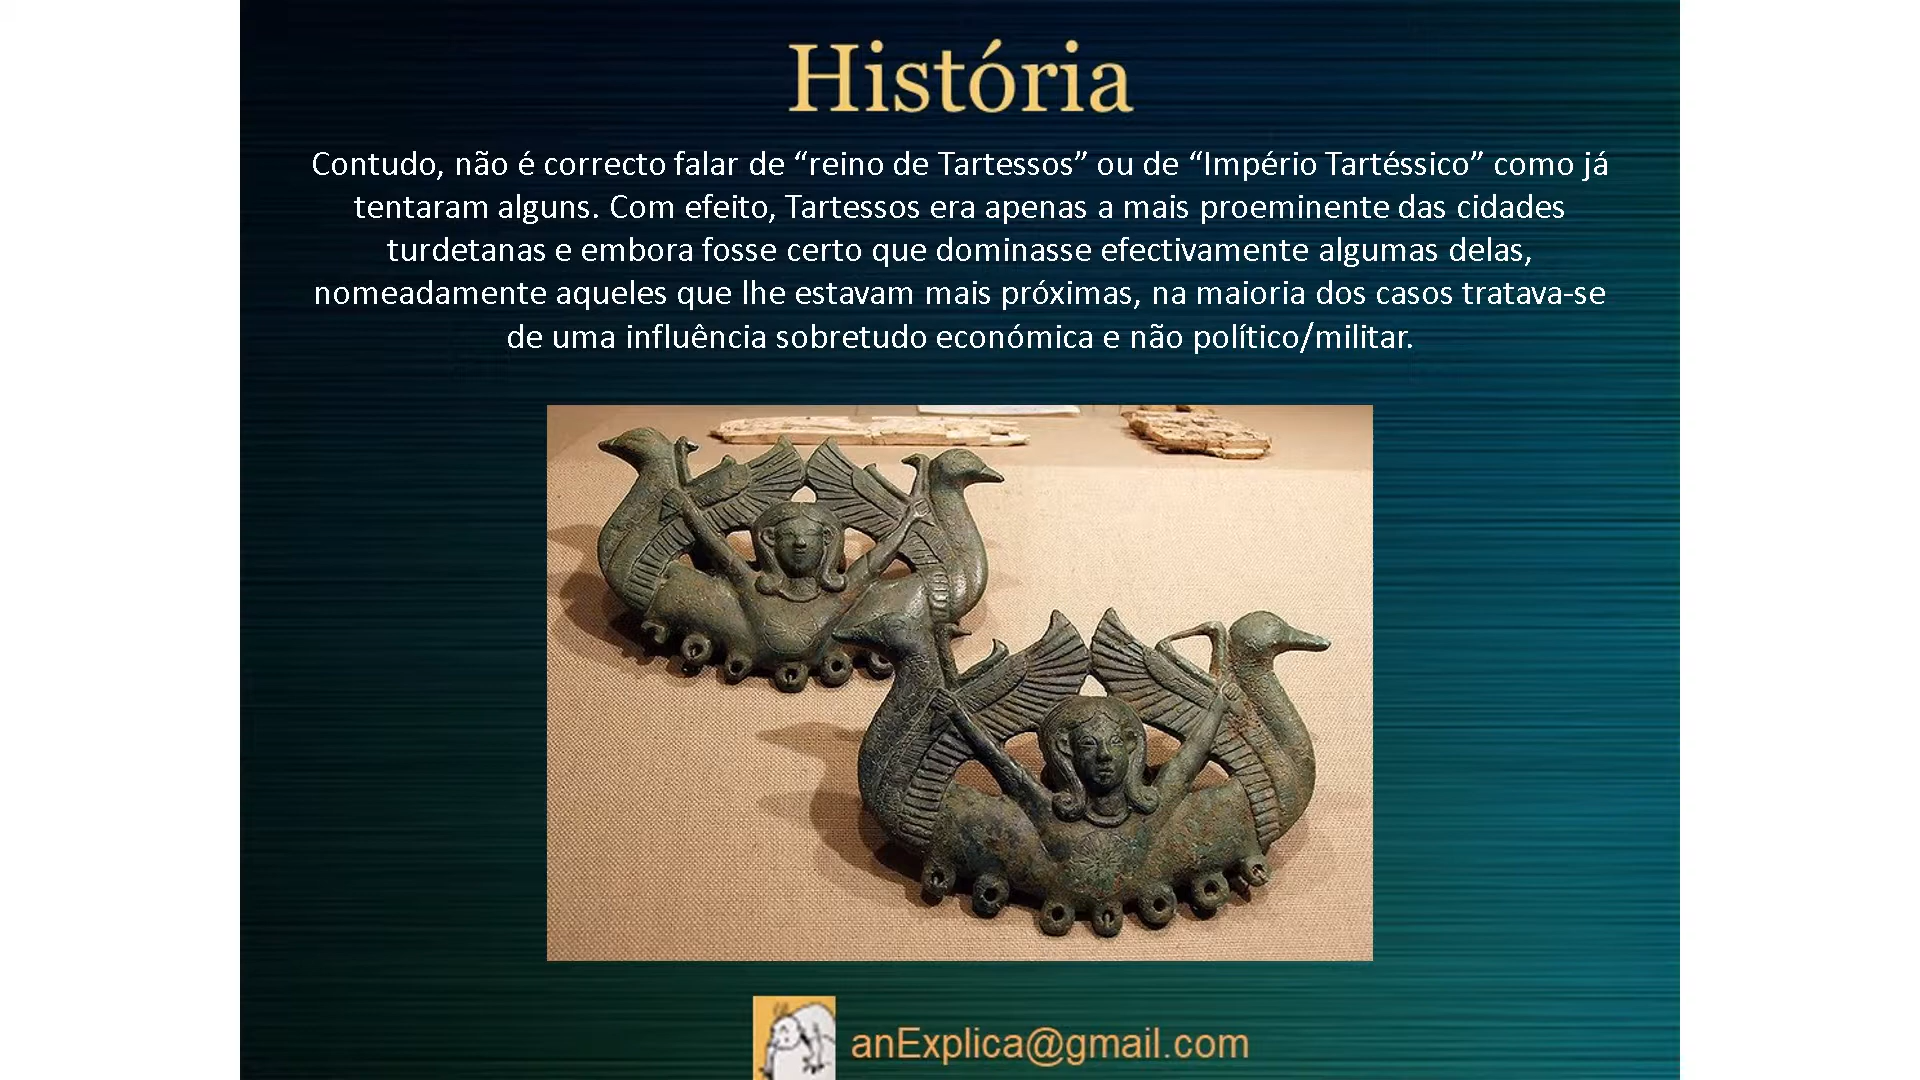 História
Contudo, não é correcto falar de “reino de Tartessos” ou de “Império Tartéssico” como já
tentaram alguns. Com efeito, Tartessos era apenas a mais proeminente das cidades
turdetanas e embora fosse certo que dominasse efectivamente algumas delas,
nomeadamente aqueles que lhe estavam mais próximas, na maioria dos casos tratava-se
de uma influência sobretudo económica e não político/militar.
anExplica@gmail.com